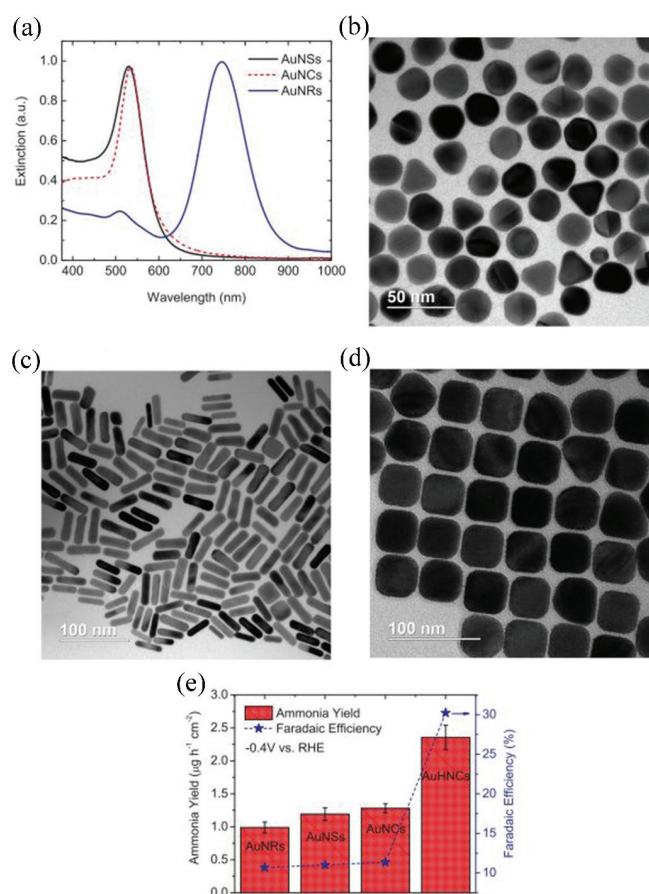 (a)
AuNSs
AuNCs
AuNRs
1.0
0.8
0.6
0.4
0.2
0.0
Extinction (a.u.)
400 500 600 700 800 900 1000
Wavelength (nm)
(b)
50 nm
(c)
100 nm
(d)
100 nm
(e)
Ammonia Yield
Faradaic Efficiency
-0.4V vs. RHE
3.0
2.5
2.0
1.5
1.0
0.5
0.0
Ammonia Yield (µg h⁻¹ cm⁻²)
AuNRs
AuNSs
AuNCs
AuHNCs
30
25
20
15
10
Faradaic Efficiency (%)